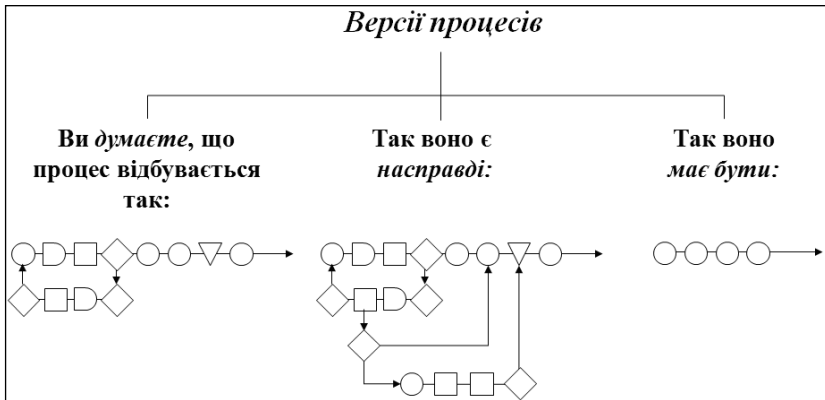 Версії процесів
Ви думаєте, що
процес відбувається
так:
Так воно є
насправді:
Так воно
має бути: